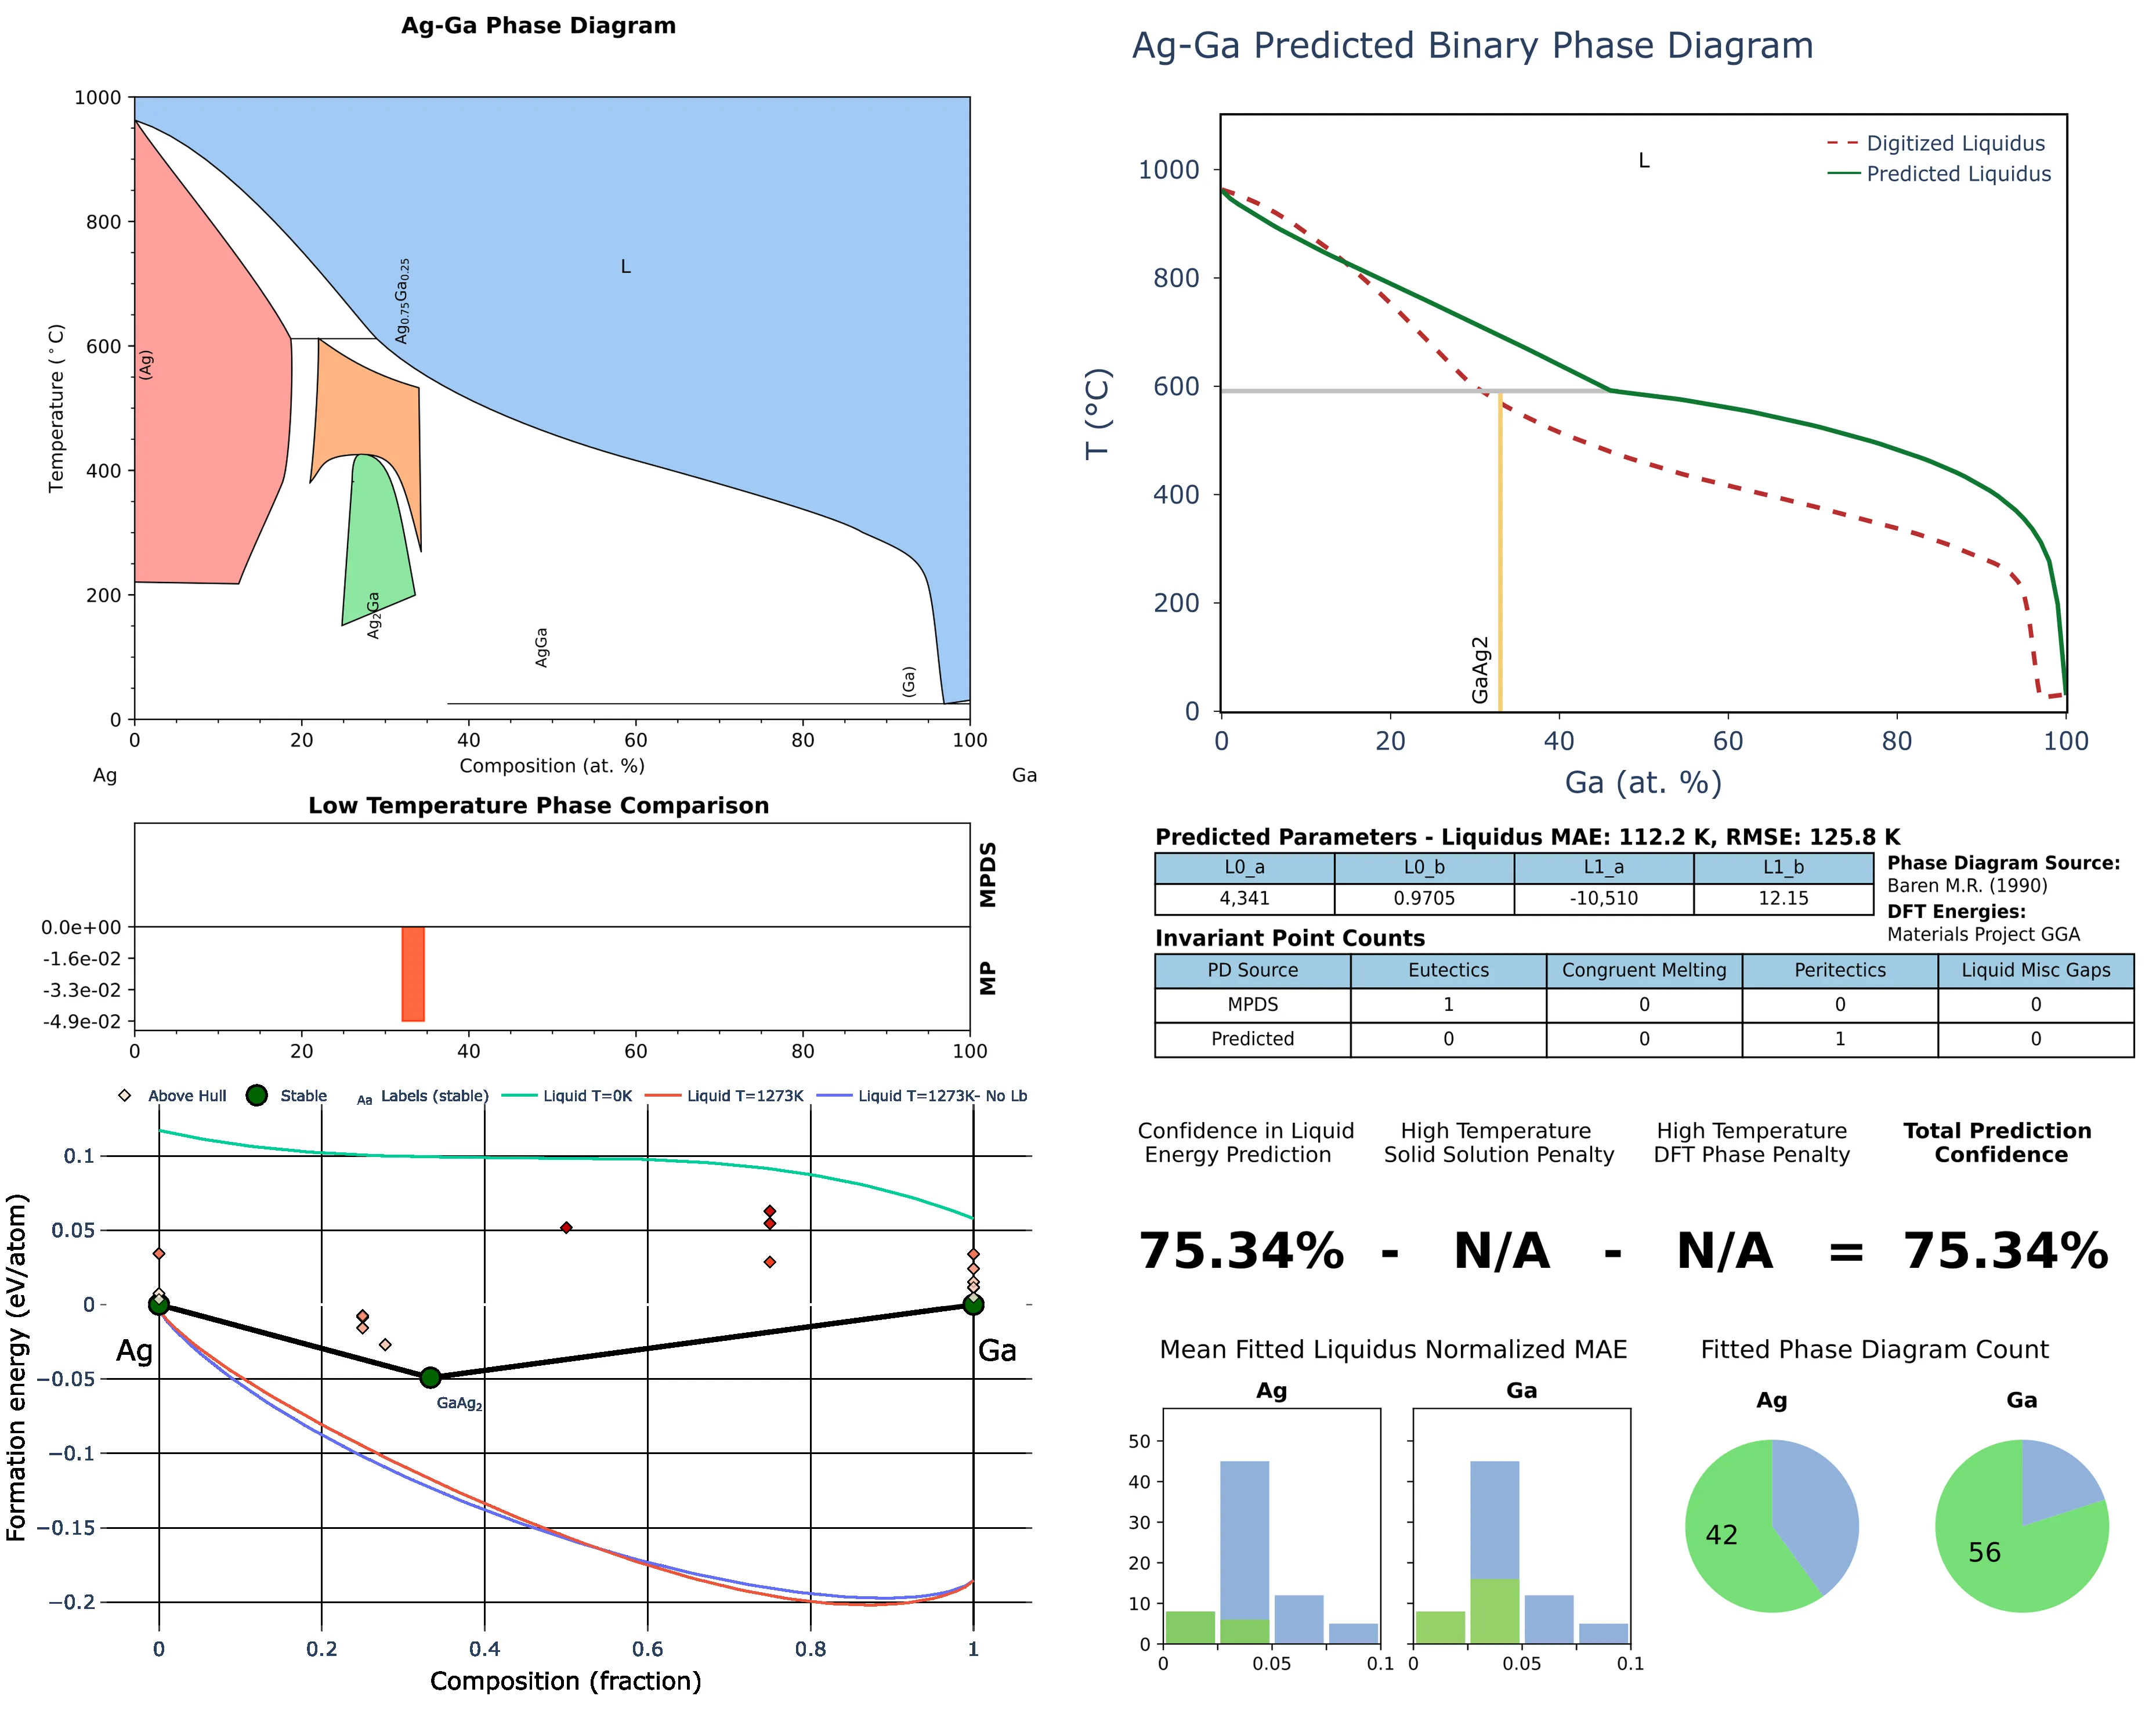 Ag-Ga Phase Diagram
1000
800
600
400
200
0
Temperature (°C)
(Ag)
Ag0.75Ga0.25
L
Ag2Ga
AgGa
(Ga)
0 20 40 60 80 100
Composition (at. %)
Ag Ga
Low Temperature Phase Comparison
MPDS
0.0e+00
-1.6e-02
-3.3e-02
-4.9e-02
MP
0 20 40 60 80 100
Above Hull Stable Aa Labels (stable) Liquid T=0K Liquid T=1273K Liquid T=1273K- No Lb
0.1
0.05
0
−0.05
−0.1
−0.15
−0.2
Formation energy (eV/atom)
Ag
Ga
GaAg2
0 0.2 0.4 0.6 0.8 1
Composition (fraction)
Ag-Ga Predicted Binary Phase Diagram
L
Digitized Liquidus
Predicted Liquidus
1000
800
600
400
200
0
T (°C)
GaAg2
0 20 40 60 80 100
Ga (at. %)
Predicted Parameters - Liquidus MAE: 112.2 K, RMSE: 125.8 K
L0_a L0_b L1_a L1_b
4,341 0.9705 -10,510 12.15
Phase Diagram Source:
Baren M.R. (1990)
DFT Energies:
Materials Project GGA
Invariant Point Counts
PD Source Eutectics Congruent Melting Peritectics Liquid Misc Gaps
MPDS 1 0 0 0
Predicted 0 0 1 0
Confidence in Liquid
Energy Prediction
High Temperature
Solid Solution Penalty
High Temperature
DFT Phase Penalty
Total Prediction
Confidence
75.34% - N/A - N/A = 75.34%
Mean Fitted Liquidus Normalized MAE
Ag Ga
50
40
30
20
10
0
0 0.05 0.1
0 0.05 0.1
Fitted Phase Diagram Count
Ag Ga
42 56